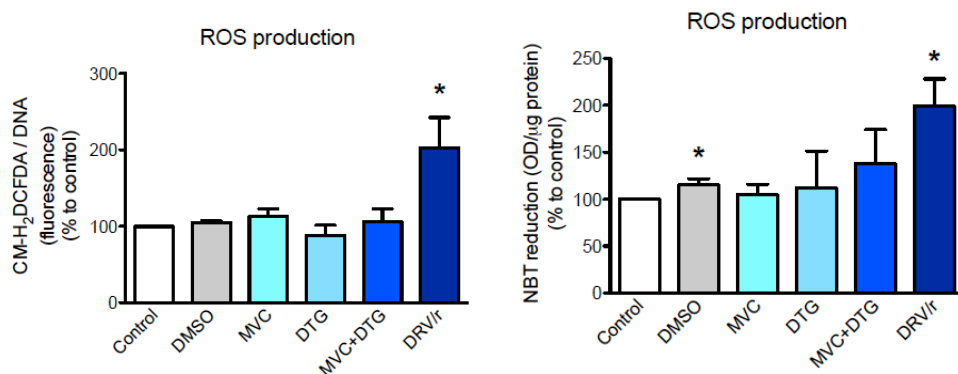 ROS production
CM-H₂DCFDA / DNA
(fluorescence)
(% to control)
300
200
100
0
*
Control
DMSO
MVC
DTG
MVC+DTG
DRV/r
ROS production
NBT reduction (OD/µg protein)
(% to control)
250
200
150
100
50
0
*
*
Control
DMSO
MVC
DTG
MVC+DTG
DRV/r